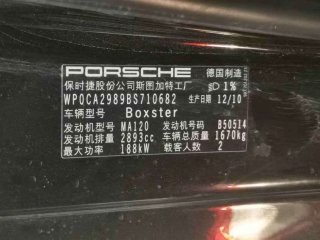 PORSCHE 德国制造
保时捷股份公司斯图加特工厂 1%
WP0CA2989BS710682 生产日期 12/10
车辆型号 Boxster
发动机型号 MA120 发动机号 B50514
发动机排量 2893cc 车辆总质量 1670kg
最大功率 188kW 载客人数 2